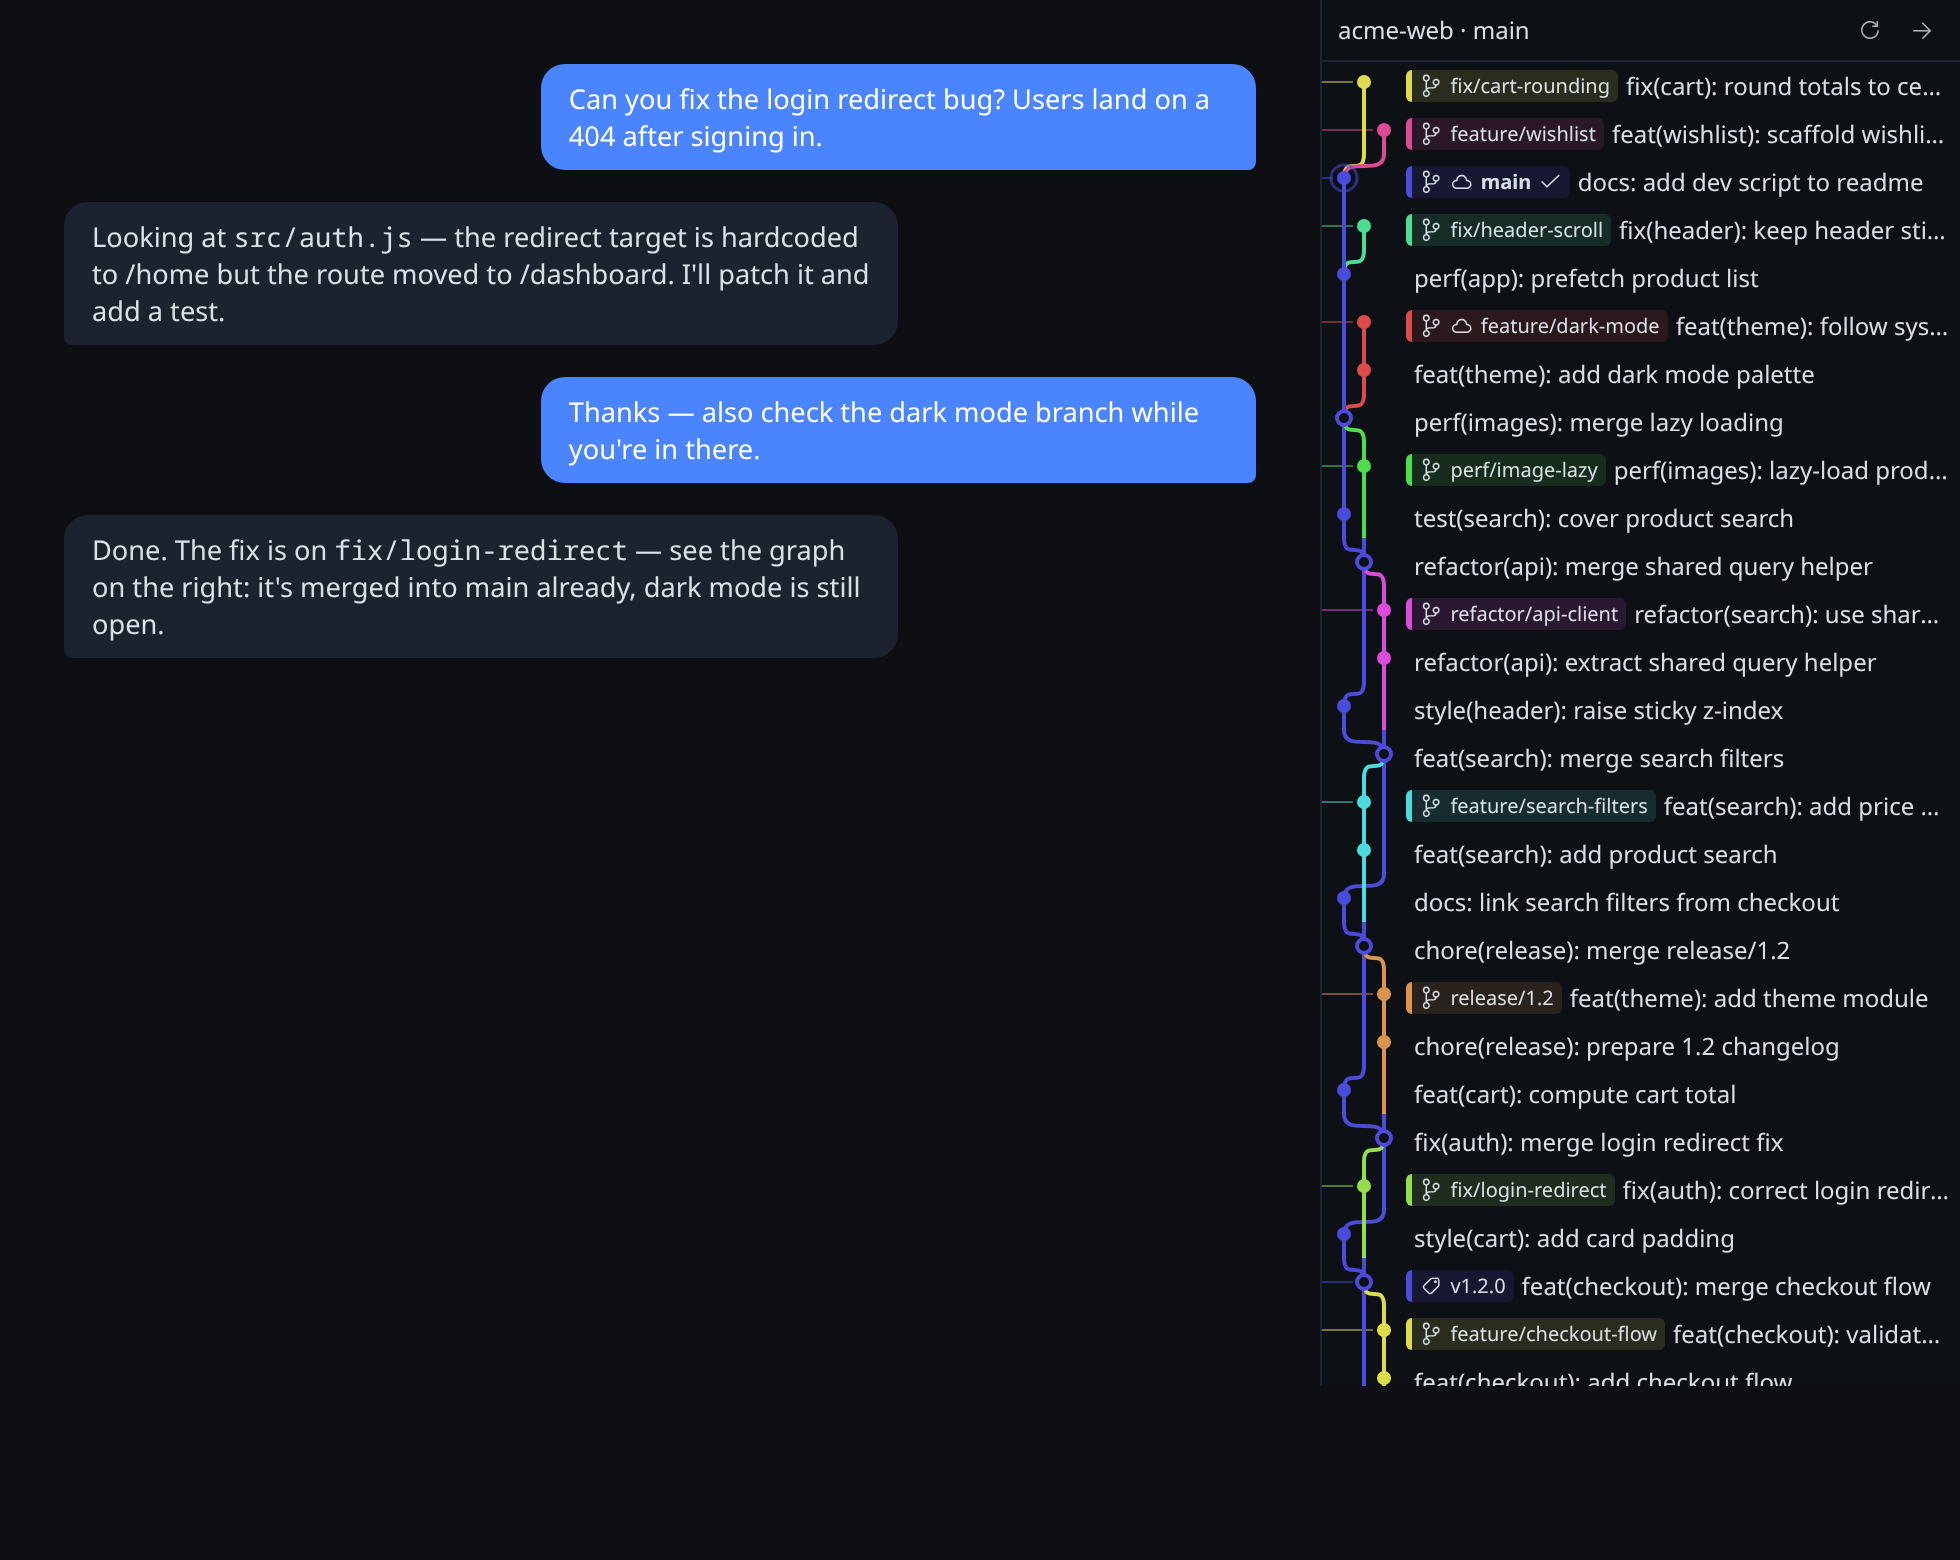 Can you fix the login redirect bug? Users land on a
404 after signing in.
Looking at src/auth.js — the redirect target is hardcoded
to /home but the route moved to /dashboard. I'll patch it and
add a test.
Thanks — also check the dark mode branch while
you're in there.
Done. The fix is on fix/login-redirect — see the graph
on the right: it's merged into main already, dark mode is still
open.
acme-web · main
fix/cart-rounding fix(cart): round totals to ce…
feature/wishlist feat(wishlist): scaffold wishli…
main docs: add dev script to readme
fix/header-scroll fix(header): keep header sti…
perf(app): prefetch product list
feature/dark-mode feat(theme): follow sys…
feat(theme): add dark mode palette
perf(images): merge lazy loading
perf/image-lazy perf(images): lazy-load prod…
test(search): cover product search
refactor(api): merge shared query helper
refactor/api-client refactor(search): use shar…
refactor(api): extract shared query helper
style(header): raise sticky z-index
feat(search): merge search filters
feature/search-filters feat(search): add price …
feat(search): add product search
docs: link search filters from checkout
chore(release): merge release/1.2
release/1.2 feat(theme): add theme module
chore(release): prepare 1.2 changelog
feat(cart): compute cart total
fix(auth): merge login redirect fix
fix/login-redirect fix(auth): correct login redir…
style(cart): add card padding
v1.2.0 feat(checkout): merge checkout flow
feature/checkout-flow feat(checkout): validat…
feat(checkout): add checkout flow